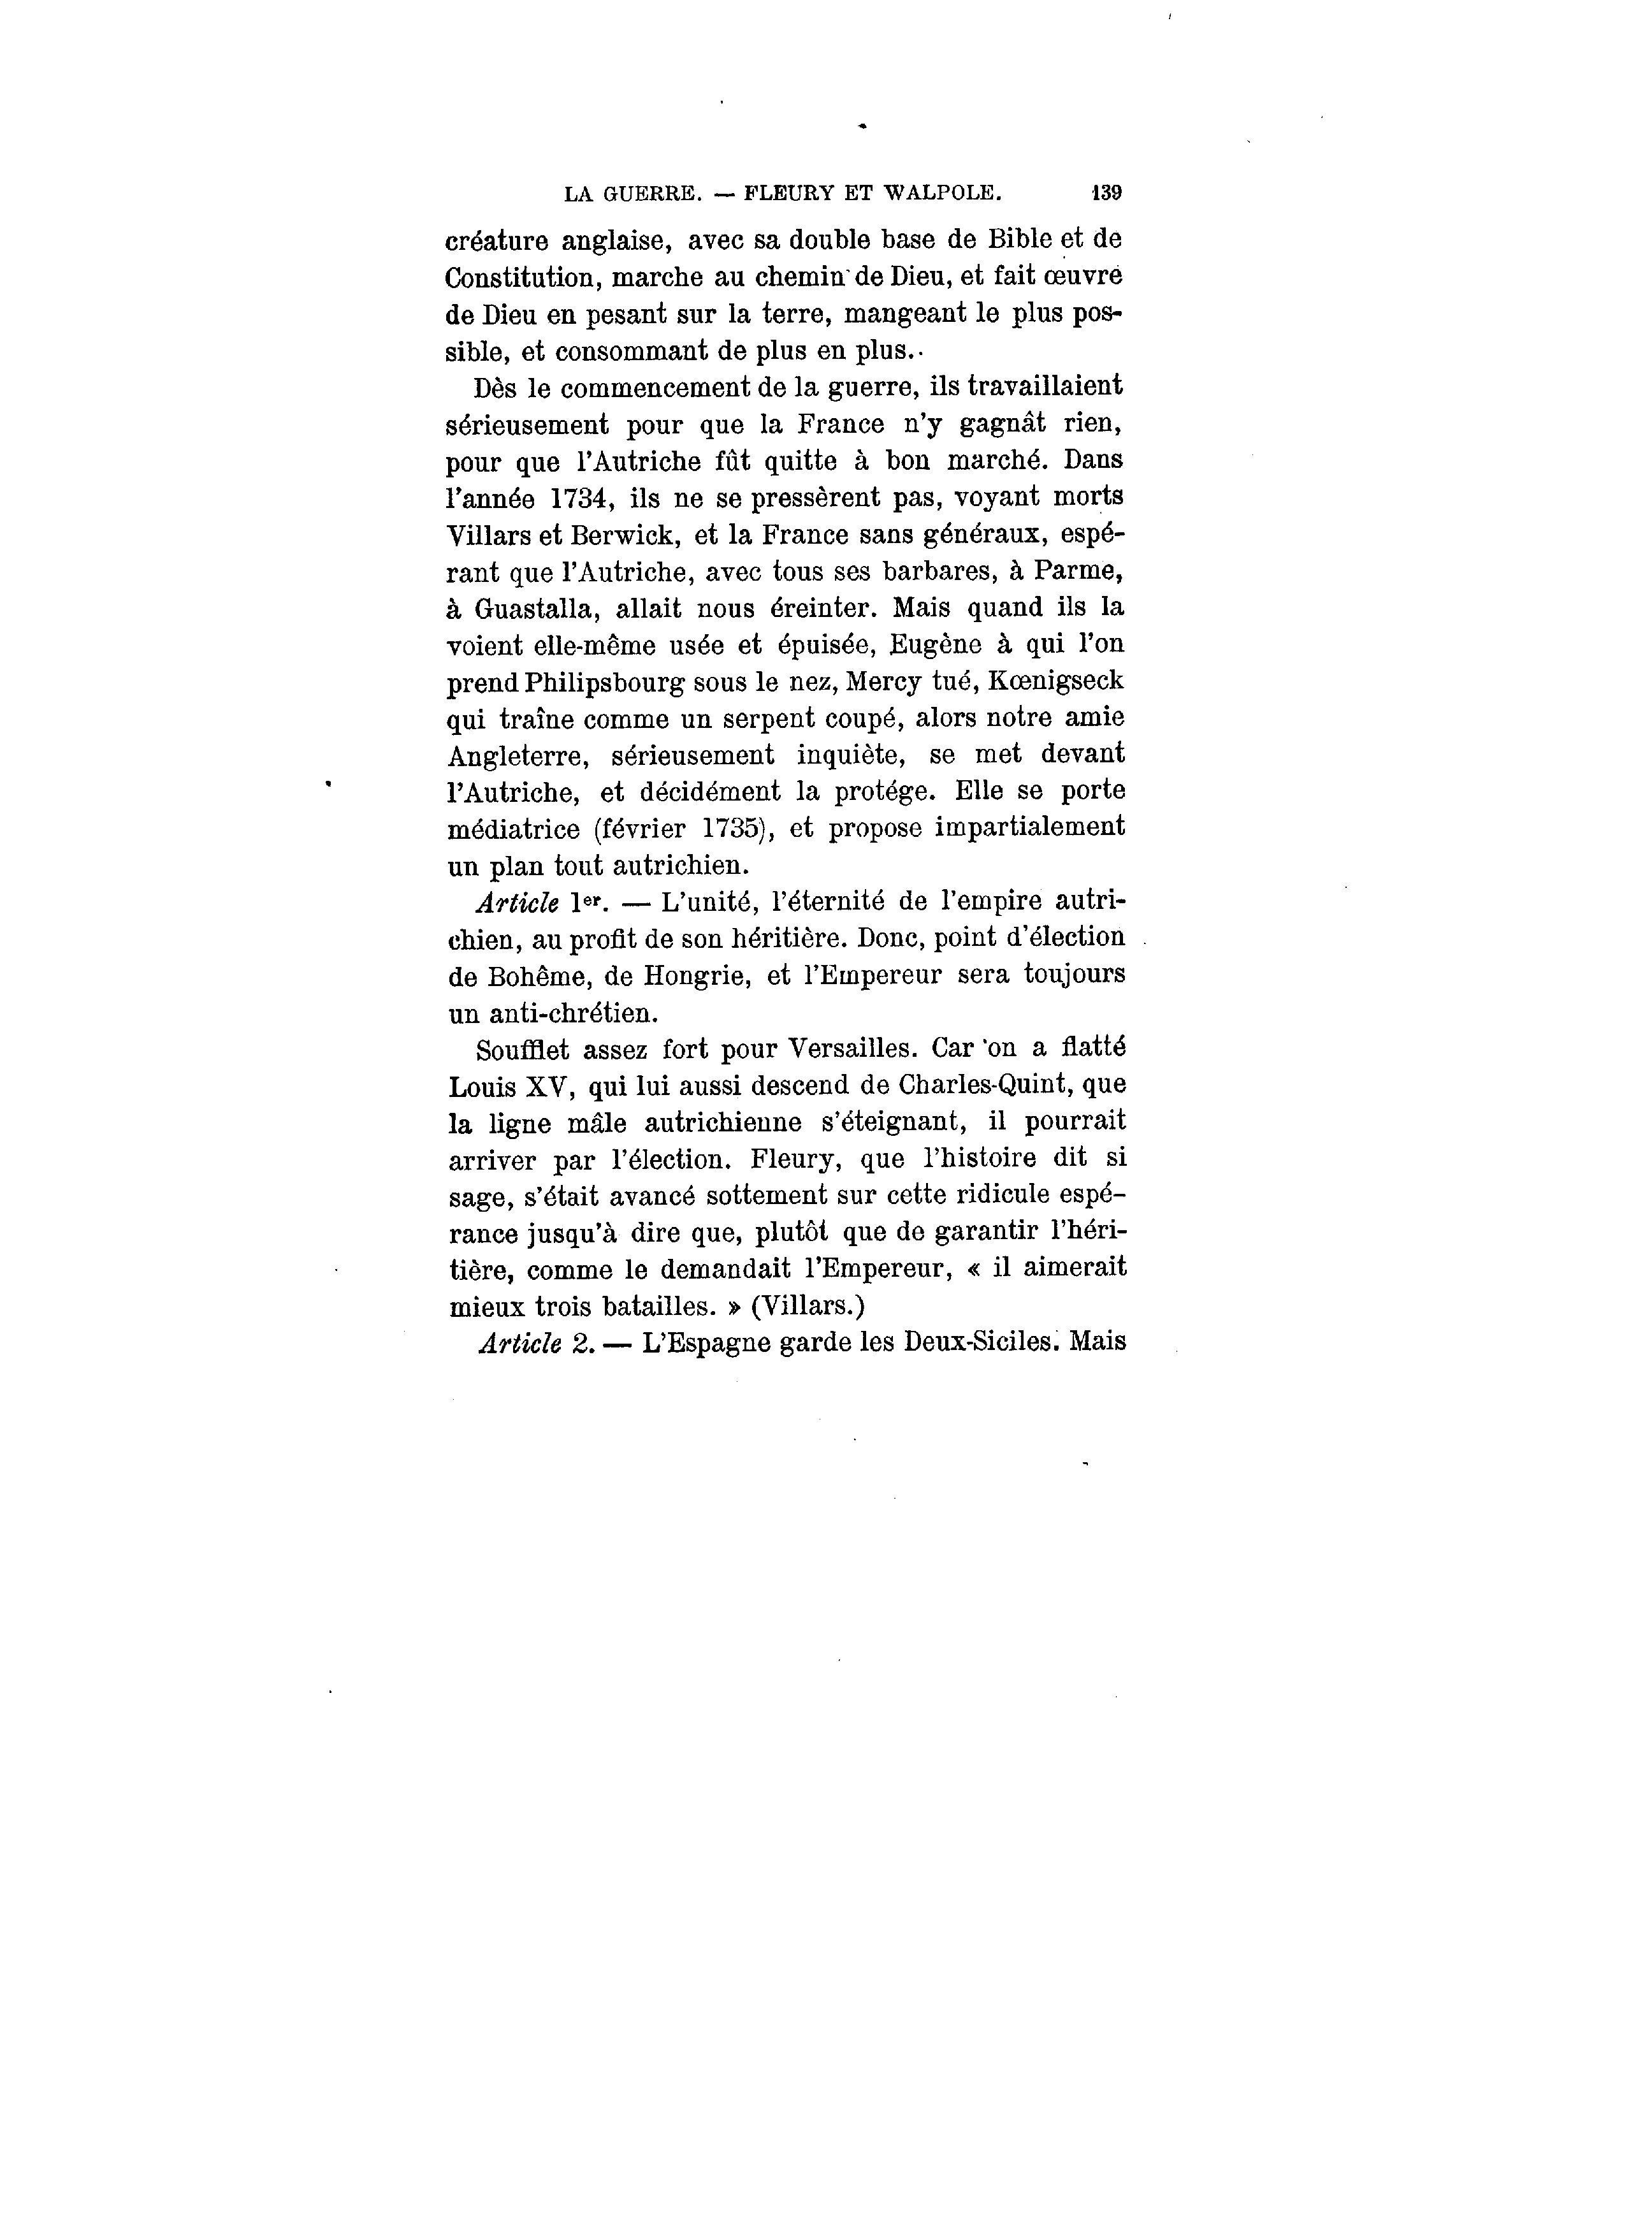 LA GUERRE. — FLEURY ET WALPOLE. 139
créature anglaise, avec sa double base de Bible et de
Constitution, marche au chemin de Dieu, et fait œuvre
de Dieu en pesant sur la terre, mangeant le plus pos-
sible, et consommant de plus en plus..
Dès le commencement de la guerre, ils travaillaient
sérieusement pour que la France n'y gagnât rien,
pour que l'Autriche fût quitte à bon marché. Dans
l'année 1734, ils ne se pressèrent pas, voyant morts
Villars et Berwick, et la France sans généraux, espé-
rant que l'Autriche, avec tous ses barbares, à Parme,
à Guastalla, allait nous éreinter. Mais quand ils la
voient elle-même usée et épuisée, Eugène à qui l'on
prend Philipsbourg sous le nez, Mercy tué, Kœnigseck
qui traîne comme un serpent coupé, alors notre amie
Angleterre, sérieusement inquiète, se met devant
l'Autriche, et décidément la protége. Elle se porte
médiatrice (février 1735), et propose impartialement
un plan tout autrichien.
Article 1er. — L'unité, l'éternité de l'empire autri-
chien, au profit de son héritière. Donc, point d'élection
de Bohême, de Hongrie, et l'Empereur sera toujours
un anti-chrétien.
Soufflet assez fort pour Versailles. Car on a flatté
Louis XV, qui lui aussi descend de Charles-Quint, que
la ligne mâle autrichienne s'éteignant, il pourrait
arriver par l'élection. Fleury, que l'histoire dit si
sage, s'était avancé sottement sur cette ridicule espé-
rance jusqu'à dire que, plutôt que de garantir l'héri-
tière, comme le demandait l'Empereur, « il aimerait
mieux trois batailles. » (Villars.)
Article 2. — L'Espagne garde les Deux-Siciles. Mais